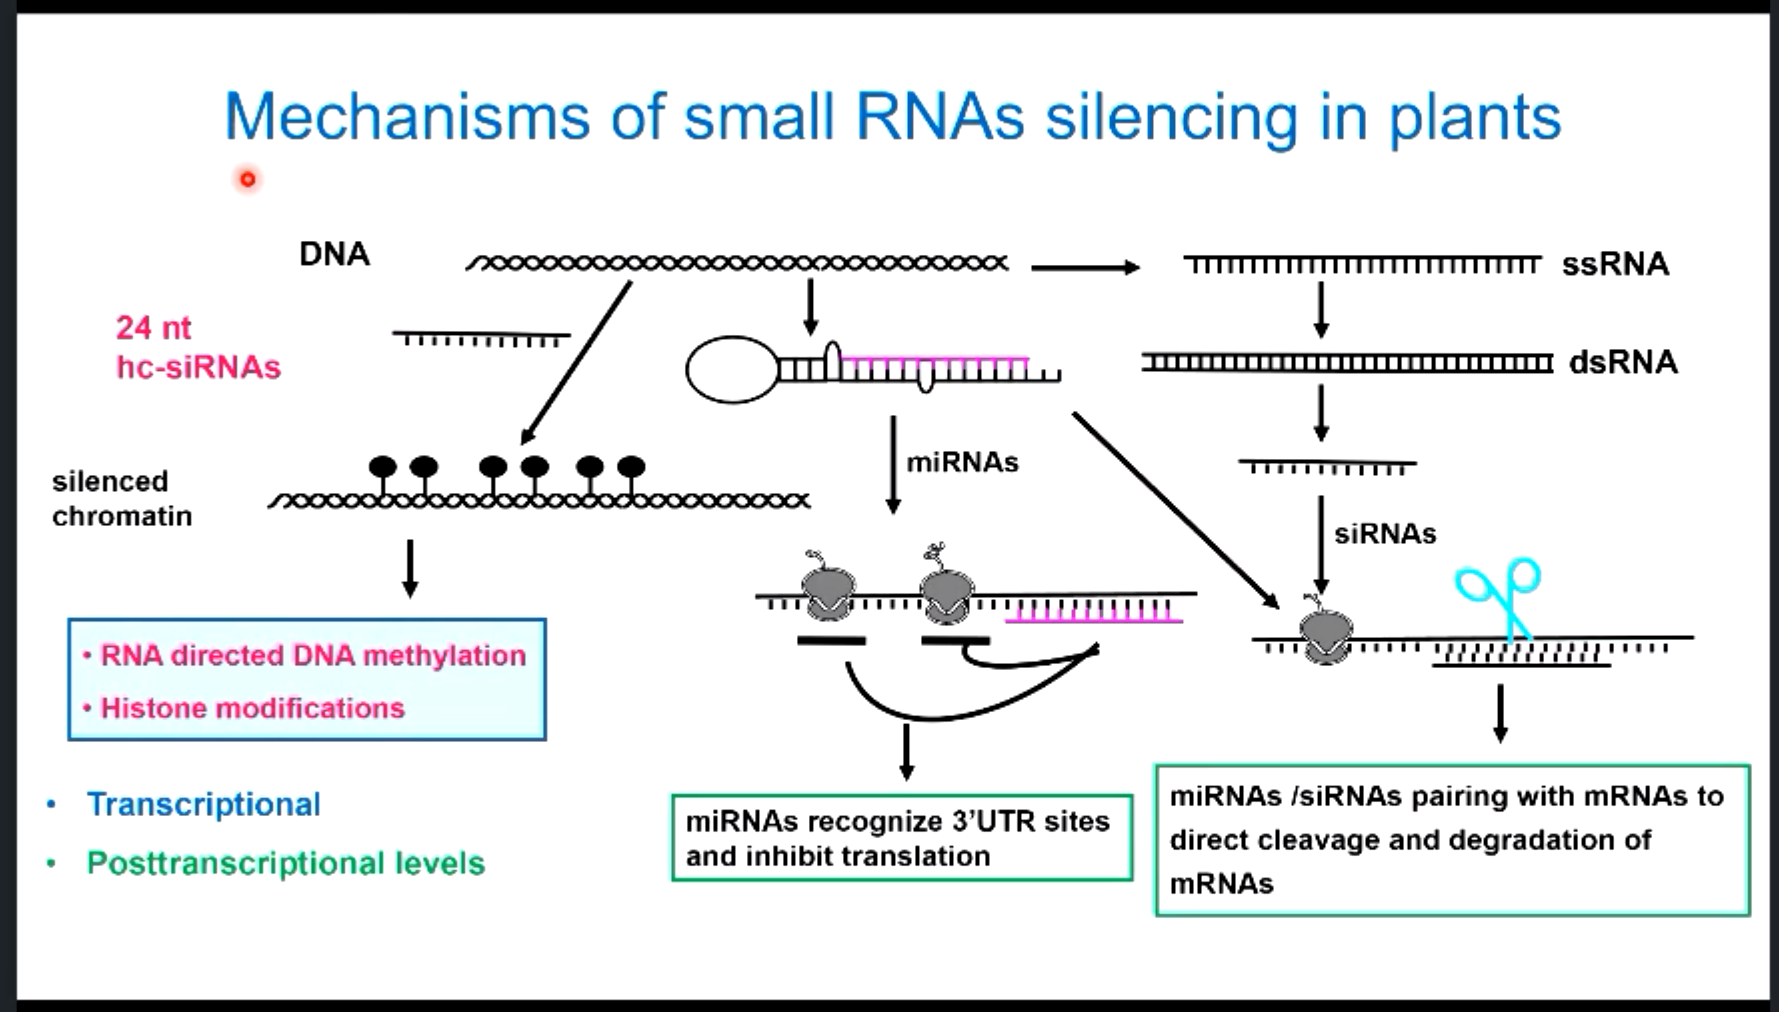 Mechanisms of small RNAs silencing in plants
DNA
ssRNA
24 nt
hc-siRNAs
dsRNA
miRNAs
silenced
chromatin
siRNAs
• RNA directed DNA methylation
• Histone modifications
• Transcriptional
• Posttranscriptional levels
miRNAs recognize 3’UTR sites
and inhibit translation
miRNAs /siRNAs pairing with mRNAs to
direct cleavage and degradation of
mRNAs